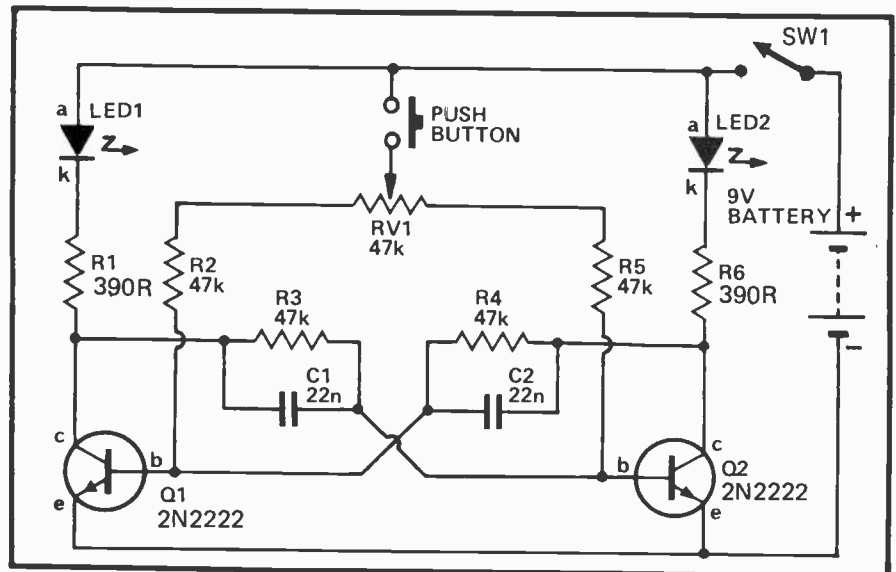 SW1
a LED1
k
PUSH
BUTTON
a LED2
k
9V
BATTERY +
−
RV1
47k
R1
390R
R2
47k
R3
47k
R4
47k
R5
47k
R6
390R
C1
22n
C2
22n
c
b
e
Q1
2N2222
c
b
e
Q2
2N2222